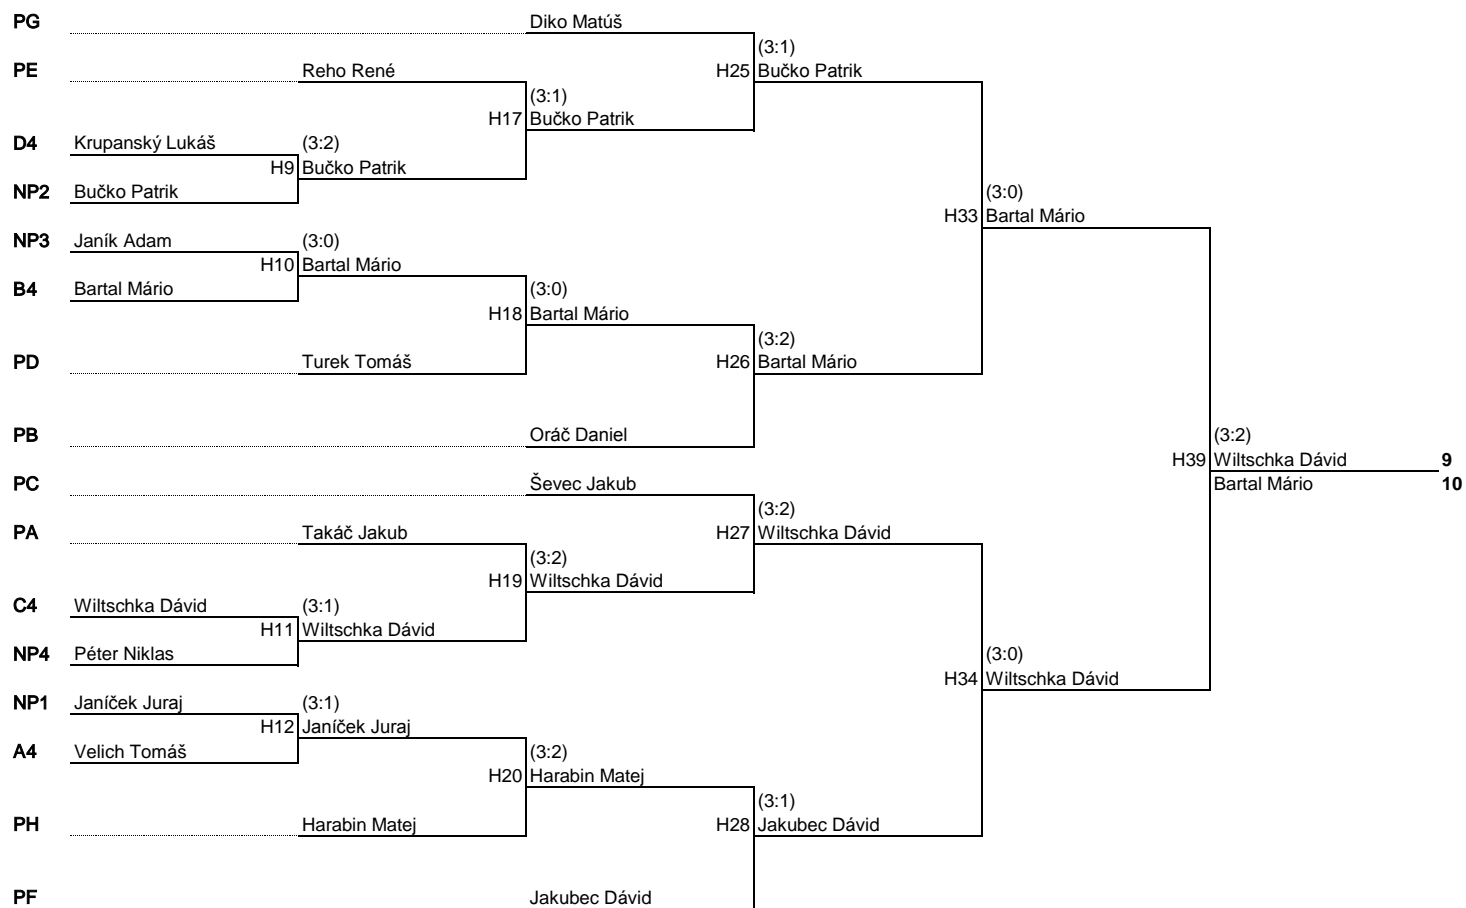 PG Diko Matúš
(3:1)
PE Reho René H25 Bučko Patrik
(3:1)
H17 Bučko Patrik
D4 Krupanský Lukáš (3:2)
H9 Bučko Patrik
NP2 Bučko Patrik (3:0)
H33 Bartal Mário
NP3 Janík Adam (3:0)
H10 Bartal Mário
B4 Bartal Mário (3:0)
H18 Bartal Mário
(3:2)
PD Turek Tomáš H26 Bartal Mário
PB Oráč Daniel (3:2)
H39 Wiltschka Dávid 9
PC Ševec Jakub Bartal Mário 10
(3:2)
PA Takáč Jakub H27 Wiltschka Dávid
(3:2)
H19 Wiltschka Dávid
C4 Wiltschka Dávid (3:1)
H11 Wiltschka Dávid
NP4 Péter Niklas (3:0)
H34 Wiltschka Dávid
NP1 Janíček Juraj (3:1)
H12 Janíček Juraj
A4 Velich Tomáš (3:2)
H20 Harabin Matej
(3:1)
PH Harabin Matej H28 Jakubec Dávid
PF Jakubec Dávid